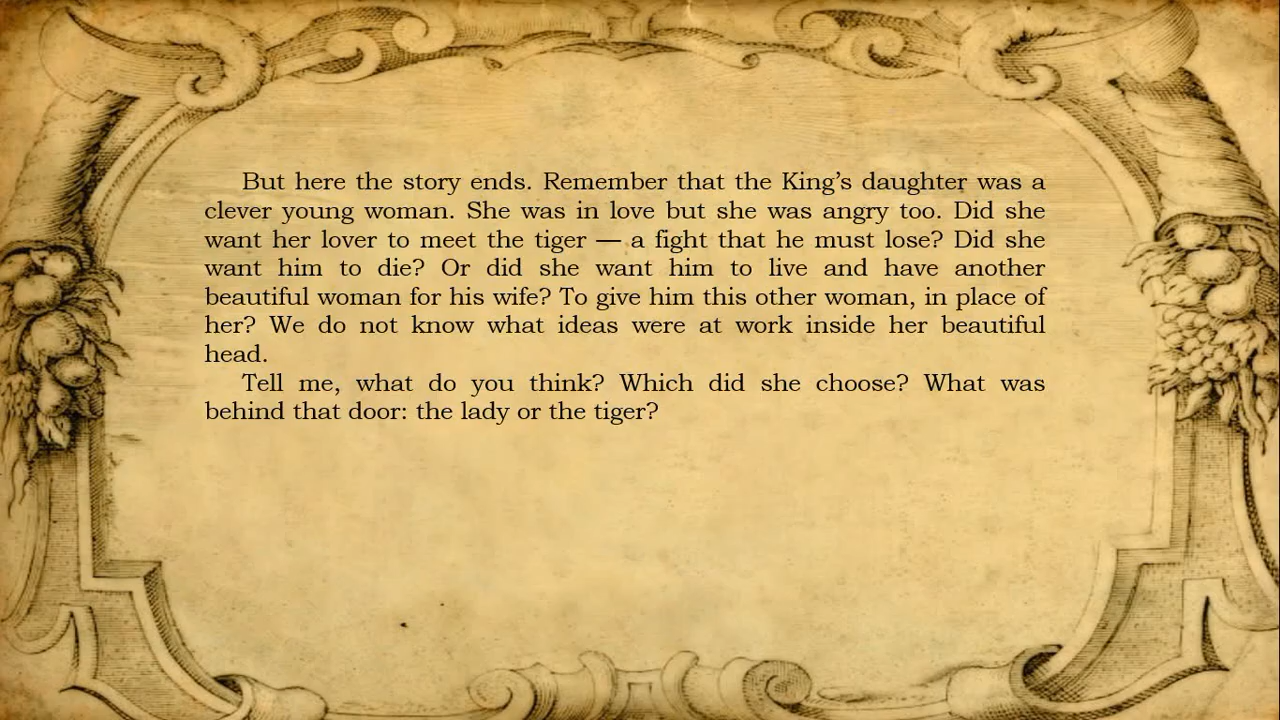 But here the story ends. Remember that the King’s daughter was a
clever young woman. She was in love but she was angry too. Did she
want her lover to meet the tiger — a fight that he must lose? Did she
want him to die? Or did she want him to live and have another
beautiful woman for his wife? To give him this other woman, in place of
her? We do not know what ideas were at work inside her beautiful
head.
Tell me, what do you think? Which did she choose? What was
behind that door: the lady or the tiger?